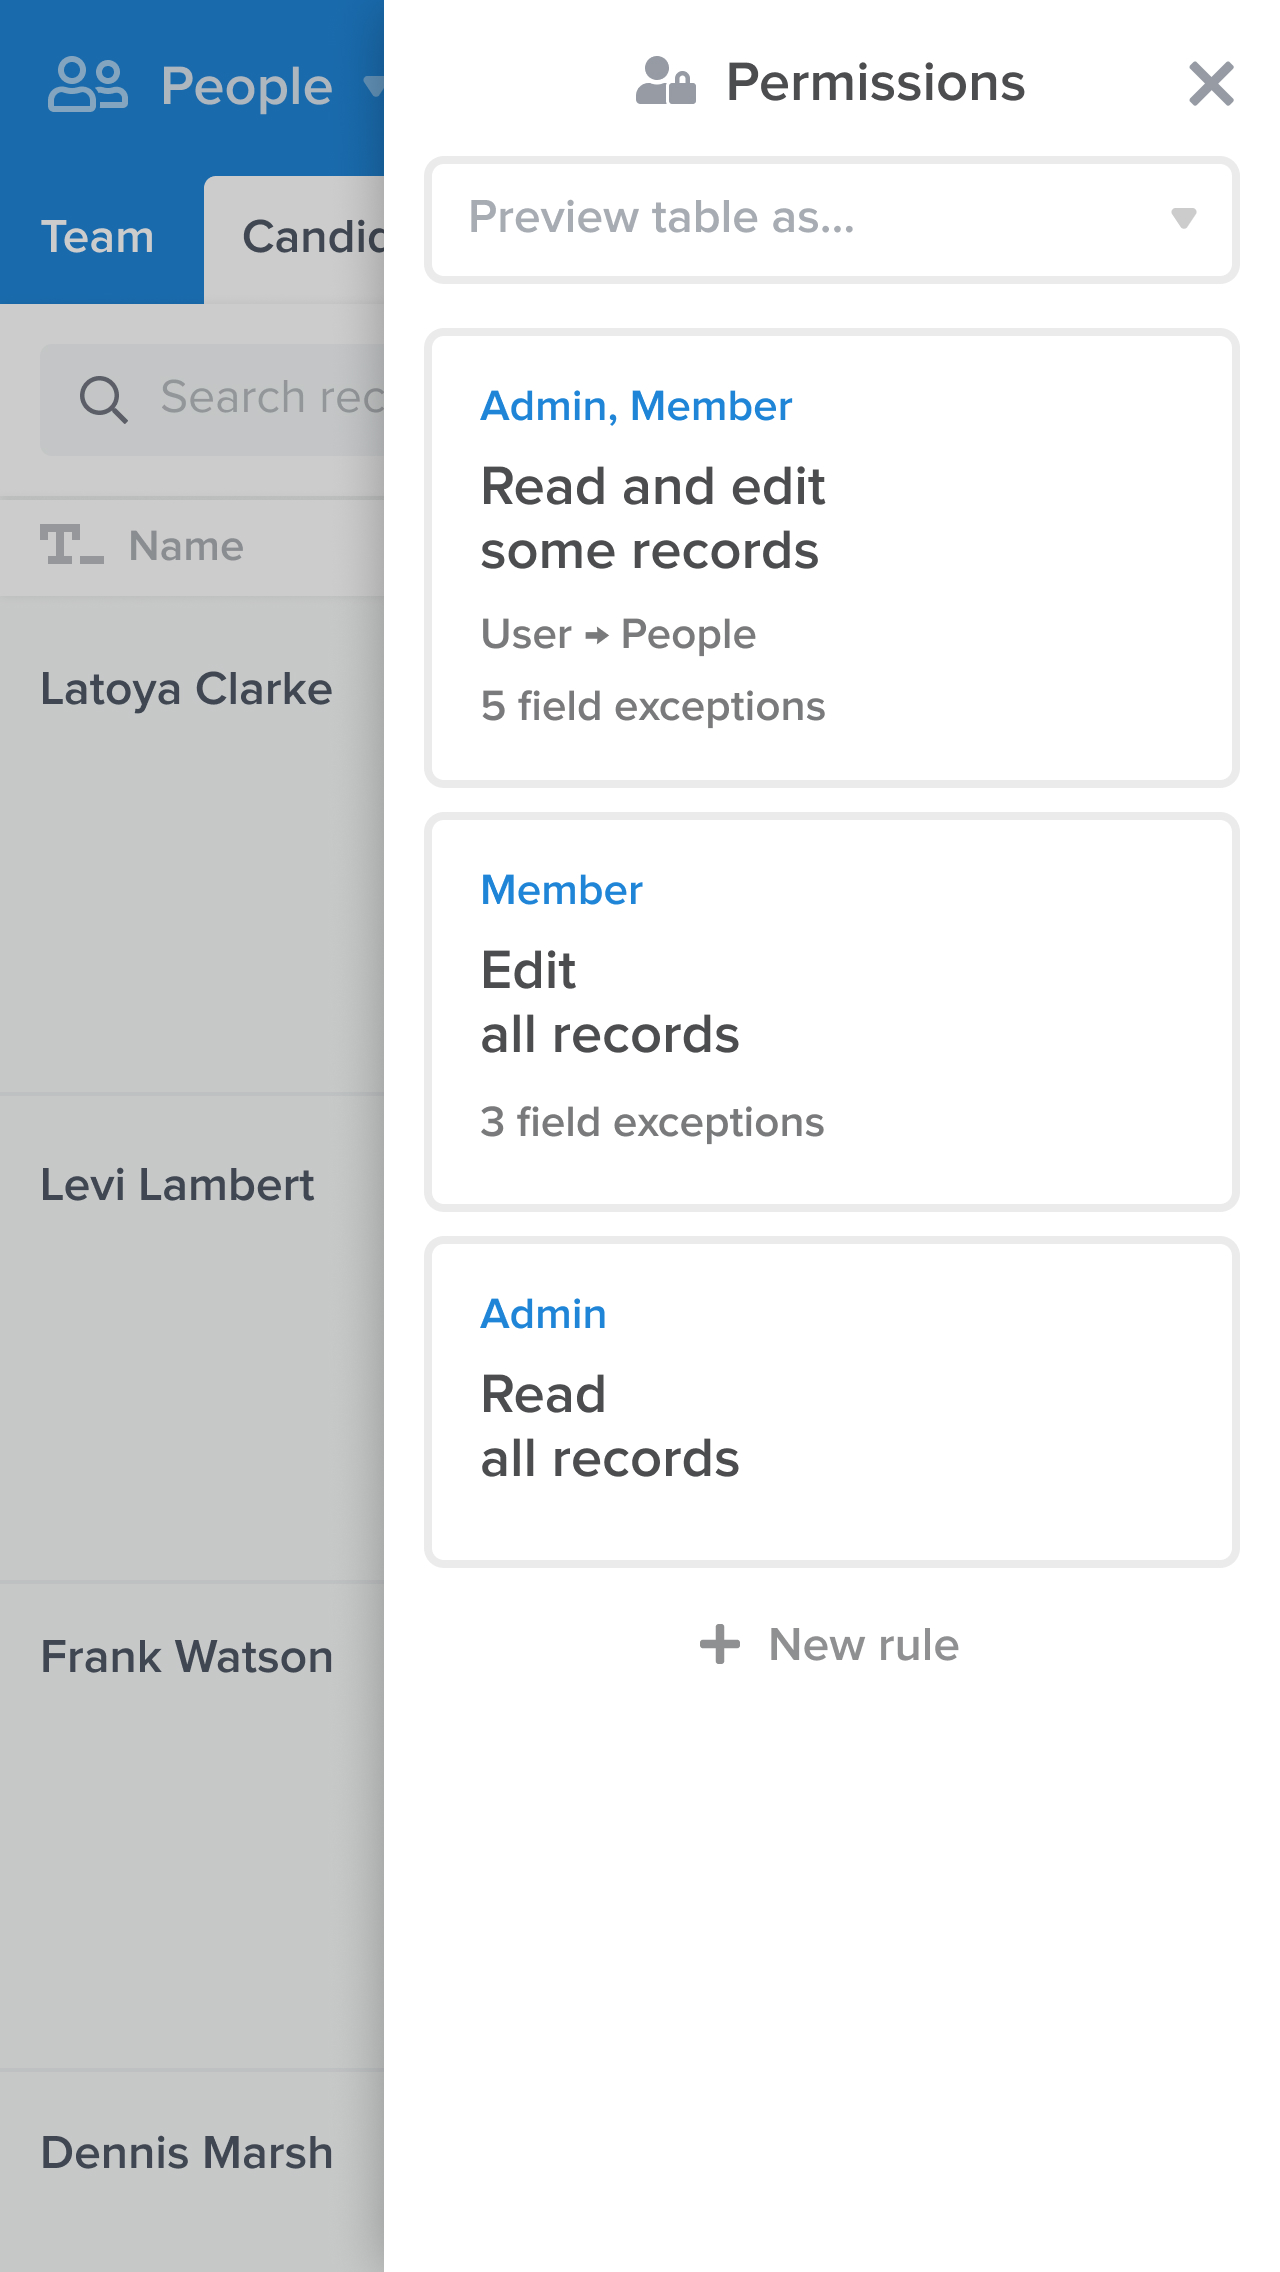 People
Team
Candid
Search rec
Name
Latoya Clarke
Levi Lambert
Frank Watson
Dennis Marsh
Permissions
Preview table as...
Admin, Member
Read and edit
some records
User → People
5 field exceptions
Member
Edit
all records
3 field exceptions
Admin
Read
all records
New rule